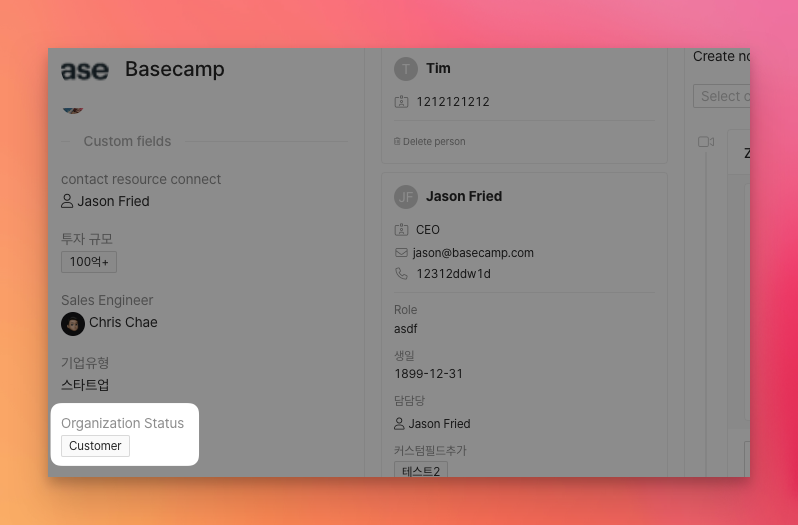 ase Basecamp
Custom fields
contact resource connect
Jason Fried
투자 규모
100억+
Sales Engineer
Chris Chae
기업유형
스타트업
Organization Status
Customer
T Tim
1212121212
Delete person
JF Jason Fried
CEO
jason@basecamp.com
12312ddw1d
Role
asdf
생일
1899-12-31
담담당
Jason Fried
커스텀필드추가
테스트2
Create no
Select c
Z